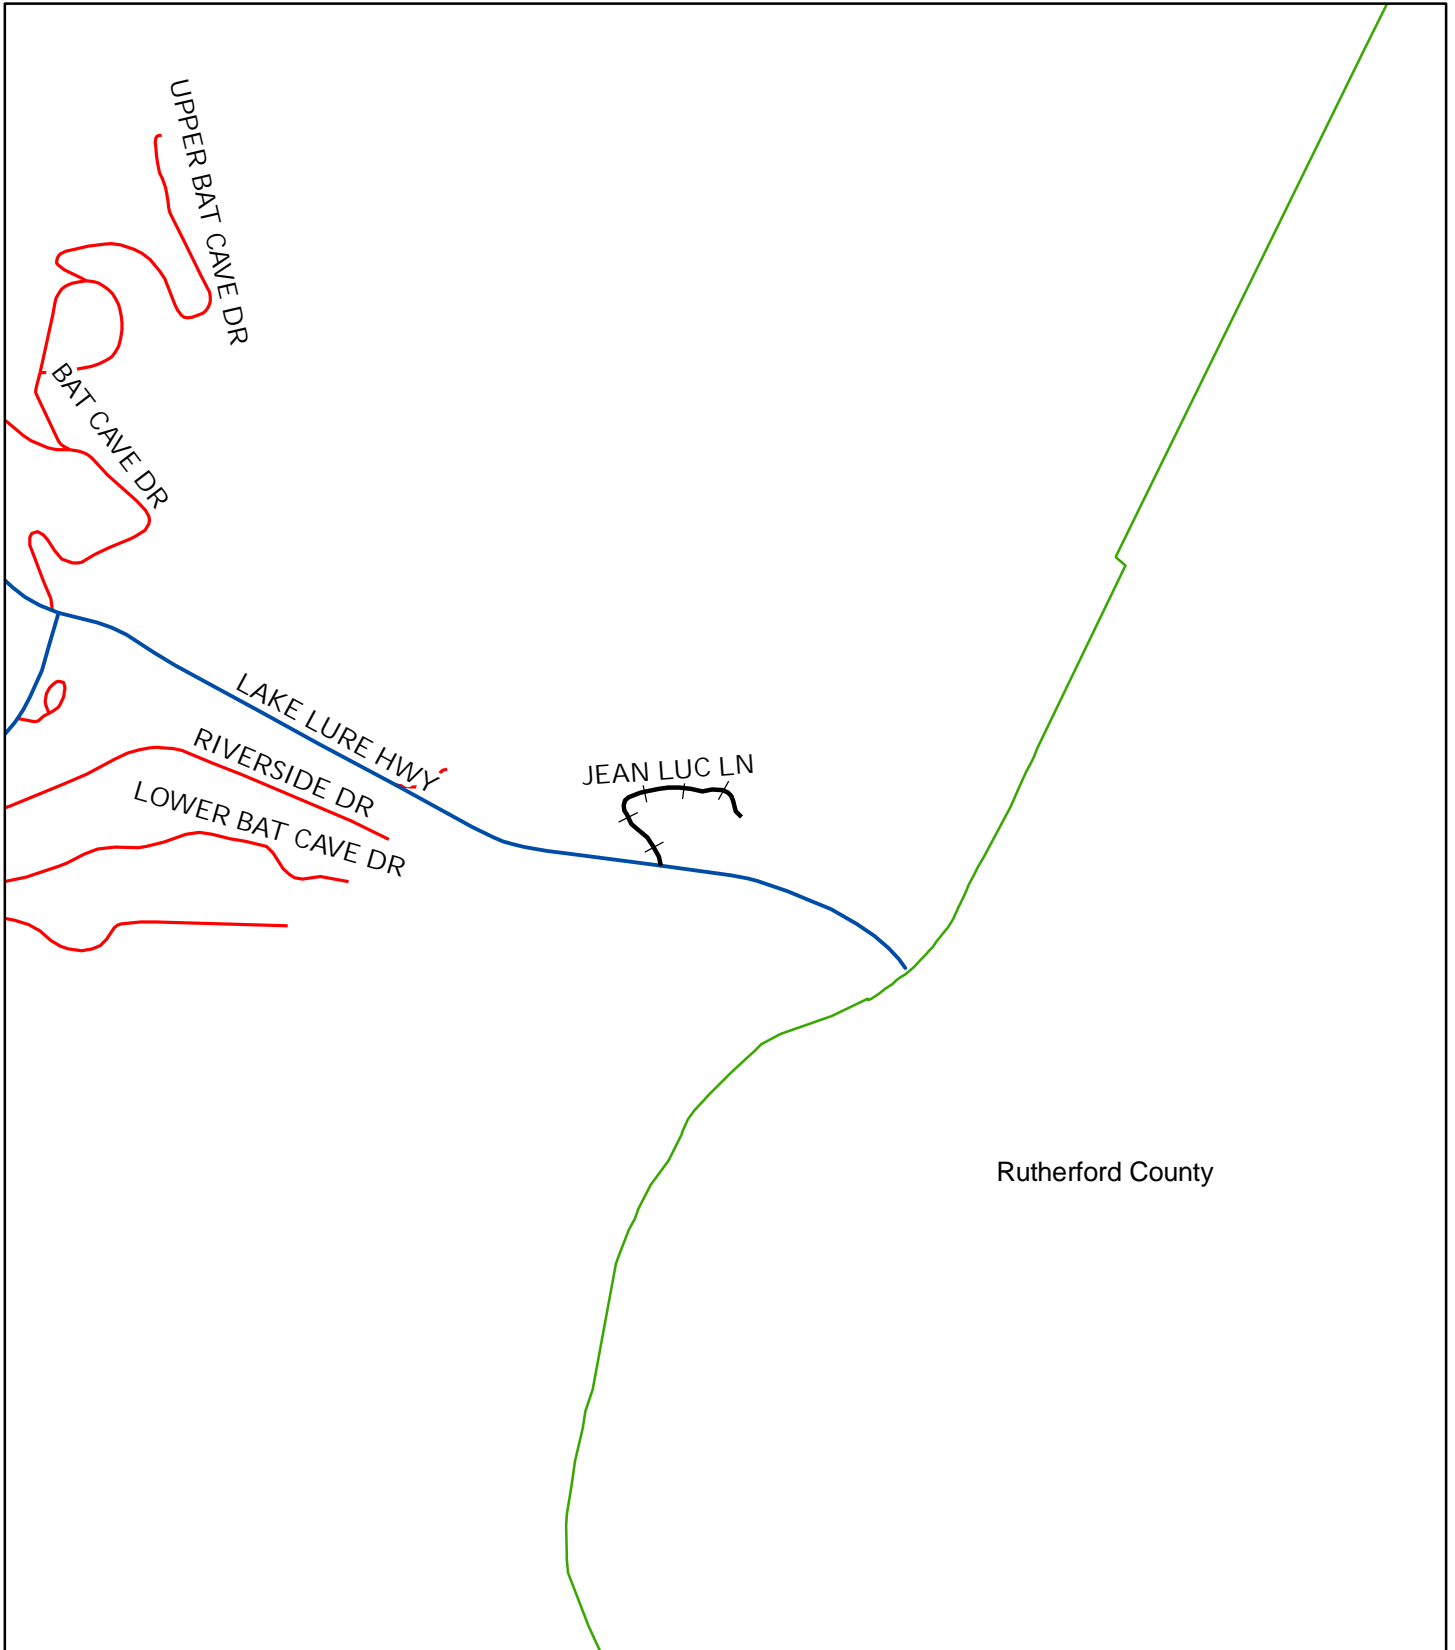 UPPER BAT CAVE DR
BAT CAVE DR
LAKE LURE HWY
RIVERSIDE DR
JEAN LUC LN
LOWER BAT CAVE DR
Rutherford County